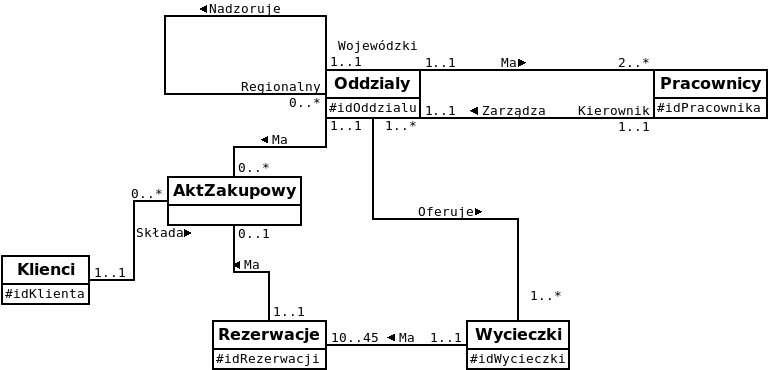 ◄Nadzoruje
Wojewódzki
1..1
1..1
Ma►
2..*
Regionalny
0..*
Oddzialy
#idOddzialu
Pracownicy
#idPracownika
1..1
◄ Zarządza
Kierownik
1..1
1..1
1..*
◄ Ma
0..*
AktZakupowy
0..*
Składa►
0..1
Oferuje►
Klienci
#idKlienta
1..1
◄ Ma
1..1
1..*
Rezerwacje
#idRezerwacji
10..45
◄ Ma
1..1
Wycieczki
#idWycieczki